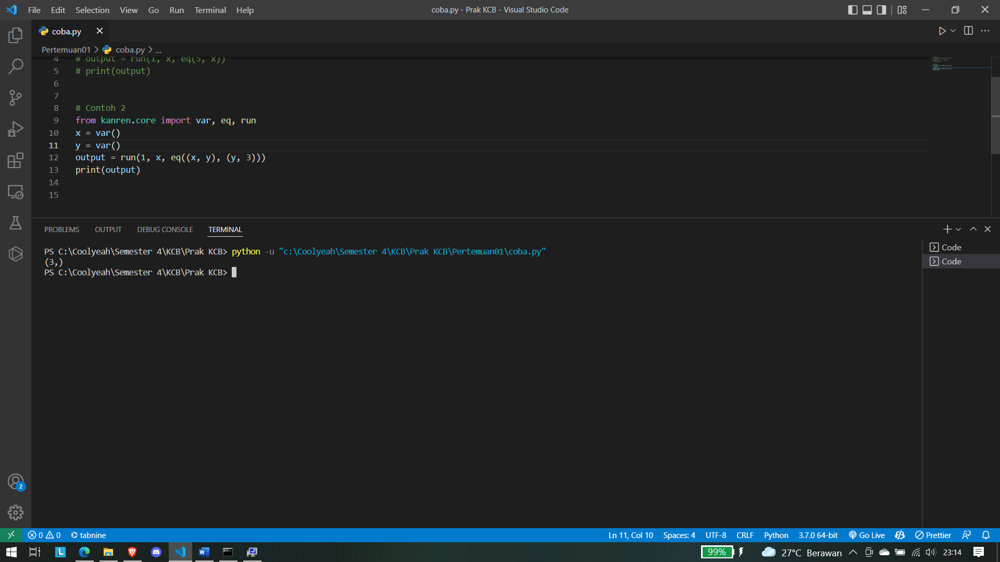 File Edit Selection View Go Run Terminal Help
coba.py - Prak KCB - Visual Studio Code
coba.py
Pertemuan01 > coba.py > ...
4 # output = run(1, x, eq(5, x))
5 # print(output)
6
7
8 # Contoh 2
9 from kanren.core import var, eq, run
10 x = var()
11 y = var()
12 output = run(1, x, eq((x, y), (y, 3)))
13 print(output)
14
15
PROBLEMS OUTPUT DEBUG CONSOLE TERMINAL
PS C:\Coolyeah\Semester 4\KCB\Prak KCB> python -u "c:\Coolyeah\Semester 4\KCB\Prak KCB\Pertemuan01\coba.py"
(3,)
PS C:\Coolyeah\Semester 4\KCB\Prak KCB>
Code
Code
2
0 0 tabnine
Ln 11, Col 10 Spaces: 4 UTF-8 CRLF Python 3.7.0 64-bit Go Live Prettier
L W 99% 27°C Berawan 23:14